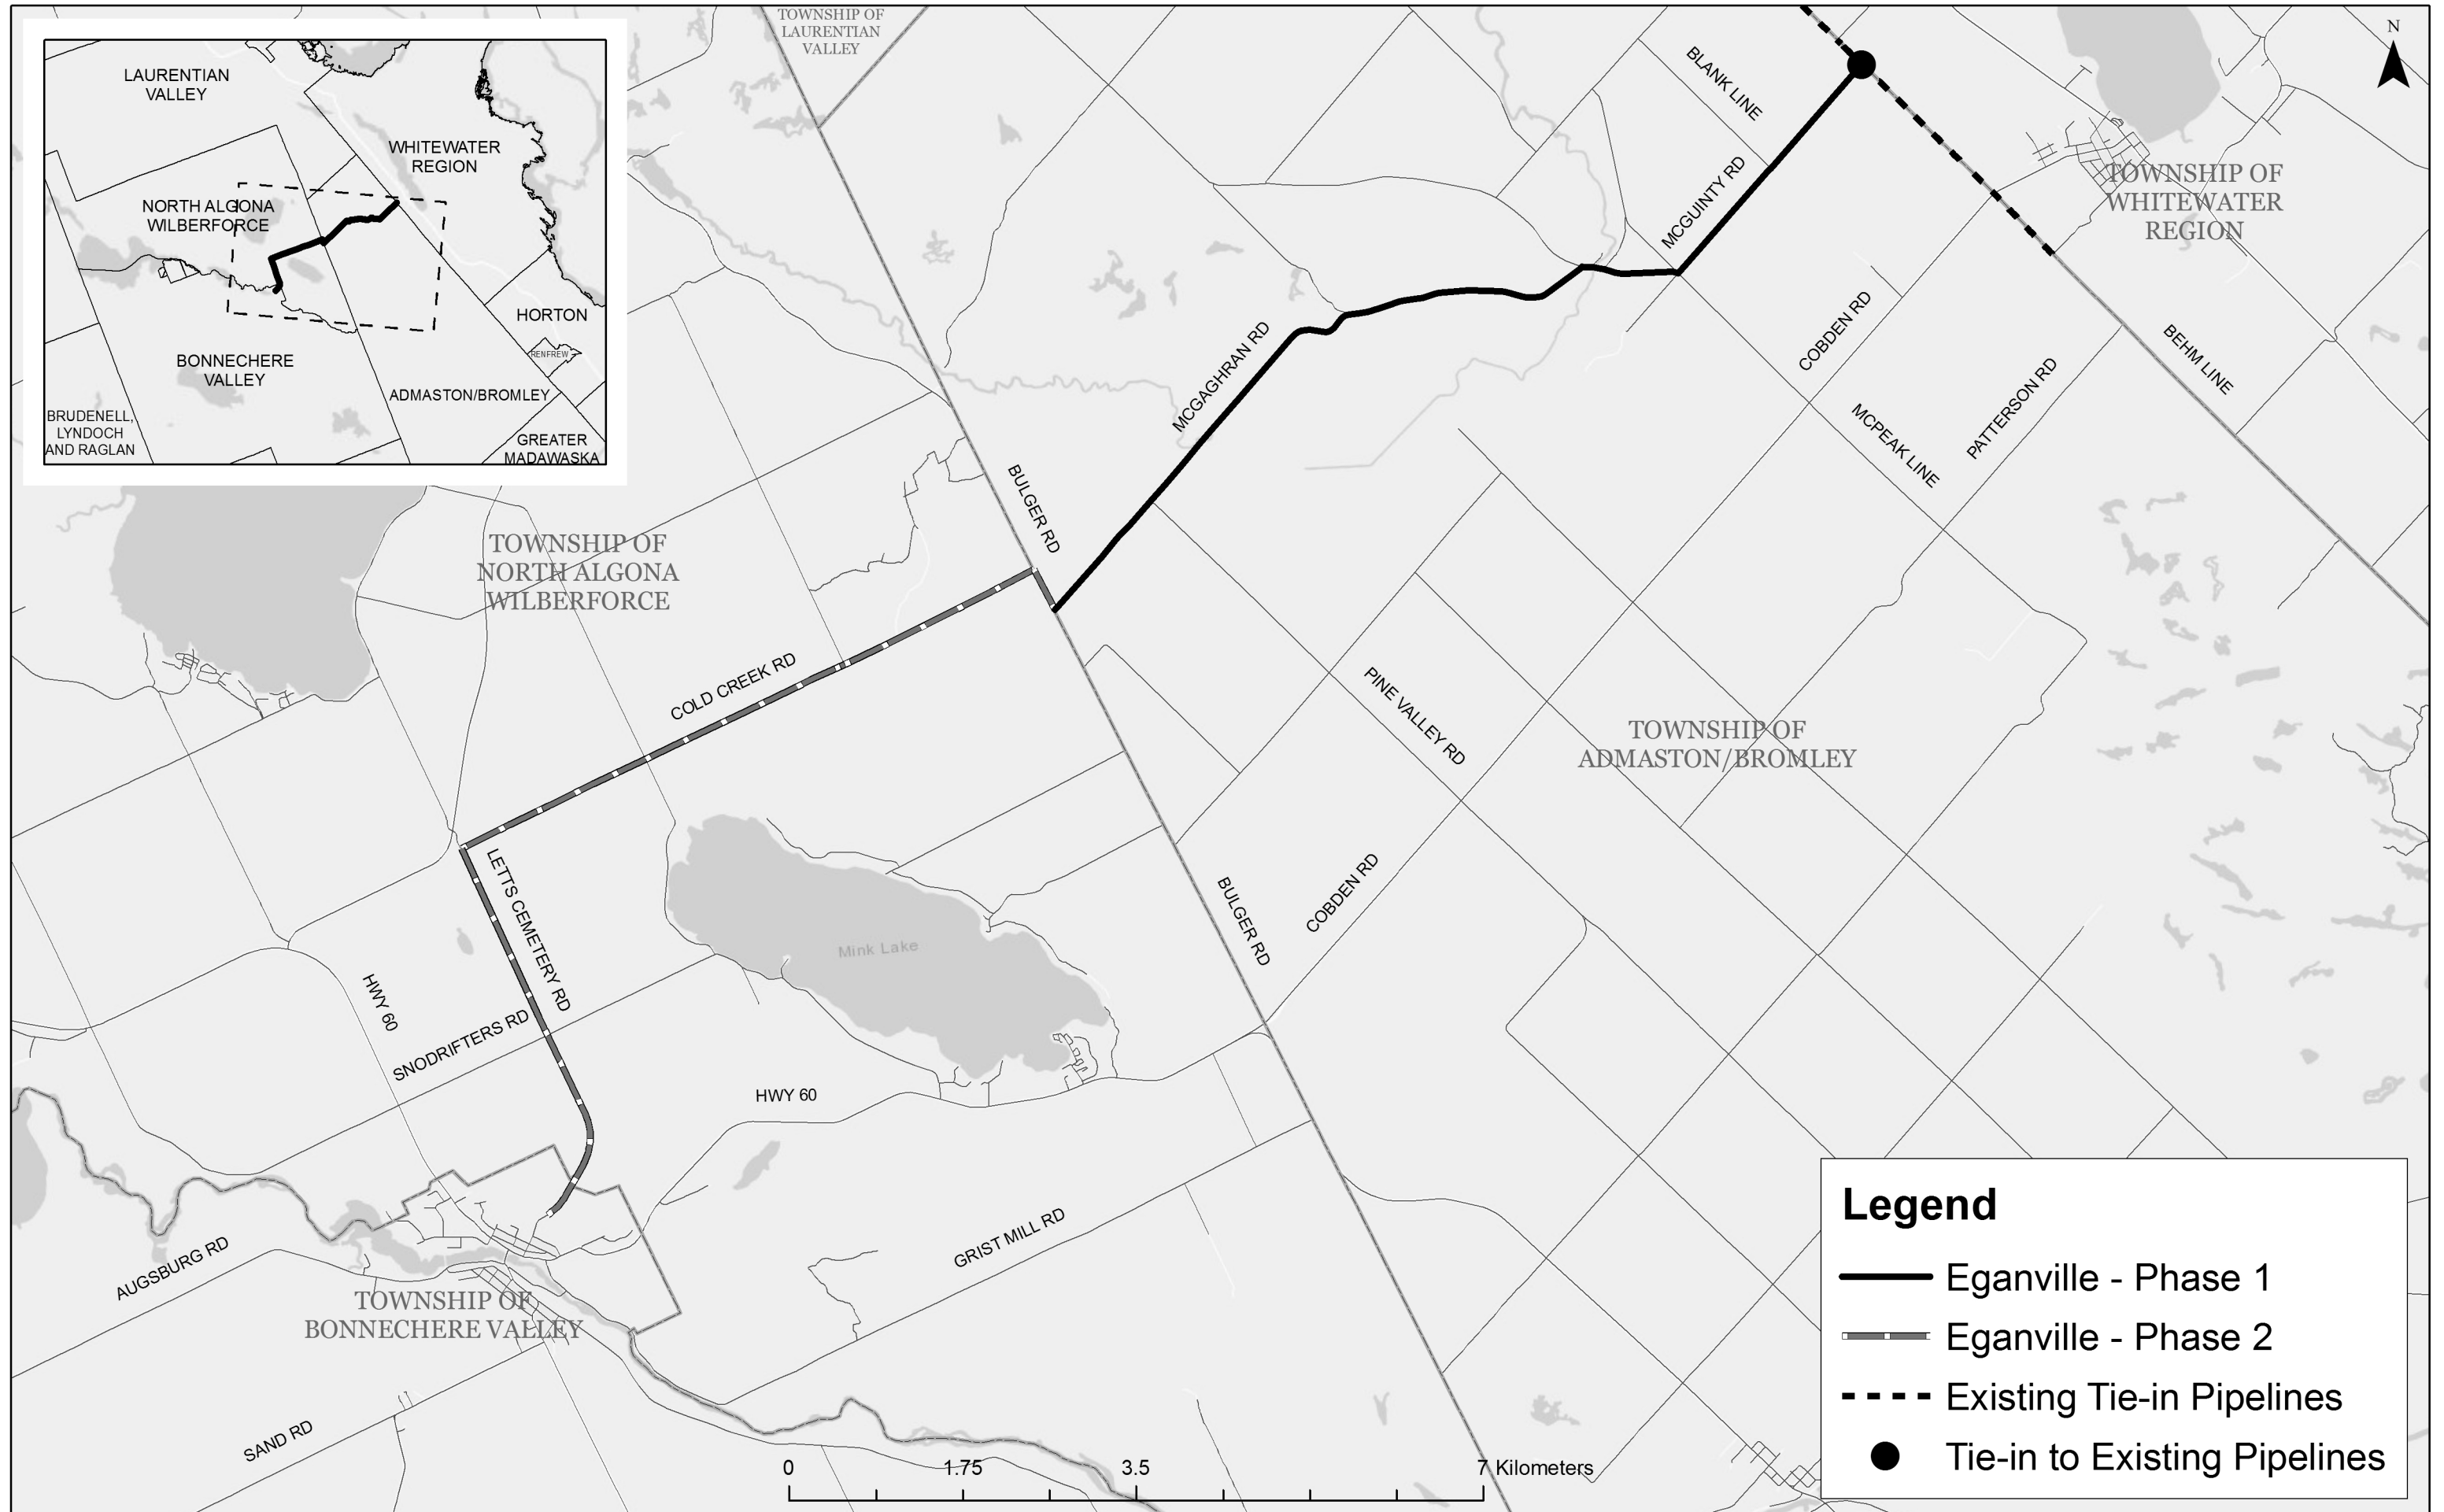 LAURENTIAN
VALLEY
WHITEWATER
REGION
NORTH ALGONA
WILBERFORCE
HORTON
RENFREW
BONNECHERE
VALLEY
ADMASTON/BROMLEY
BRUDENELL,
LYNDOCH
AND RAGLAN
GREATER
MADAWASKA
TOWNSHIP OF
LAURENTIAN
VALLEY
N
BLANK LINE
MCGUINTY RD
TOWNSHIP OF
WHITEWATER
REGION
COBDEN RD
BEHM LINE
MCGAGHRAN RD
PATTERSON RD
MCPEAK LINE
BULGER RD
TOWNSHIP OF
NORTH ALGONA
WILBERFORCE
COLD CREEK RD
PINE VALLEY RD
TOWNSHIP OF
ADMASTON/BROMLEY
LETTS CEMETERY RD
COBDEN RD
BULGER RD
Mink Lake
HWY 60
SNODRIFTERS RD
HWY 60
GRIST MILL RD
AUGSBURG RD
TOWNSHIP OF
BONNECHERE VALLEY
SAND RD
0 1.75 3.5 7 Kilometers
Legend
Eganville - Phase 1
Eganville - Phase 2
Existing Tie-in Pipelines
Tie-in to Existing Pipelines